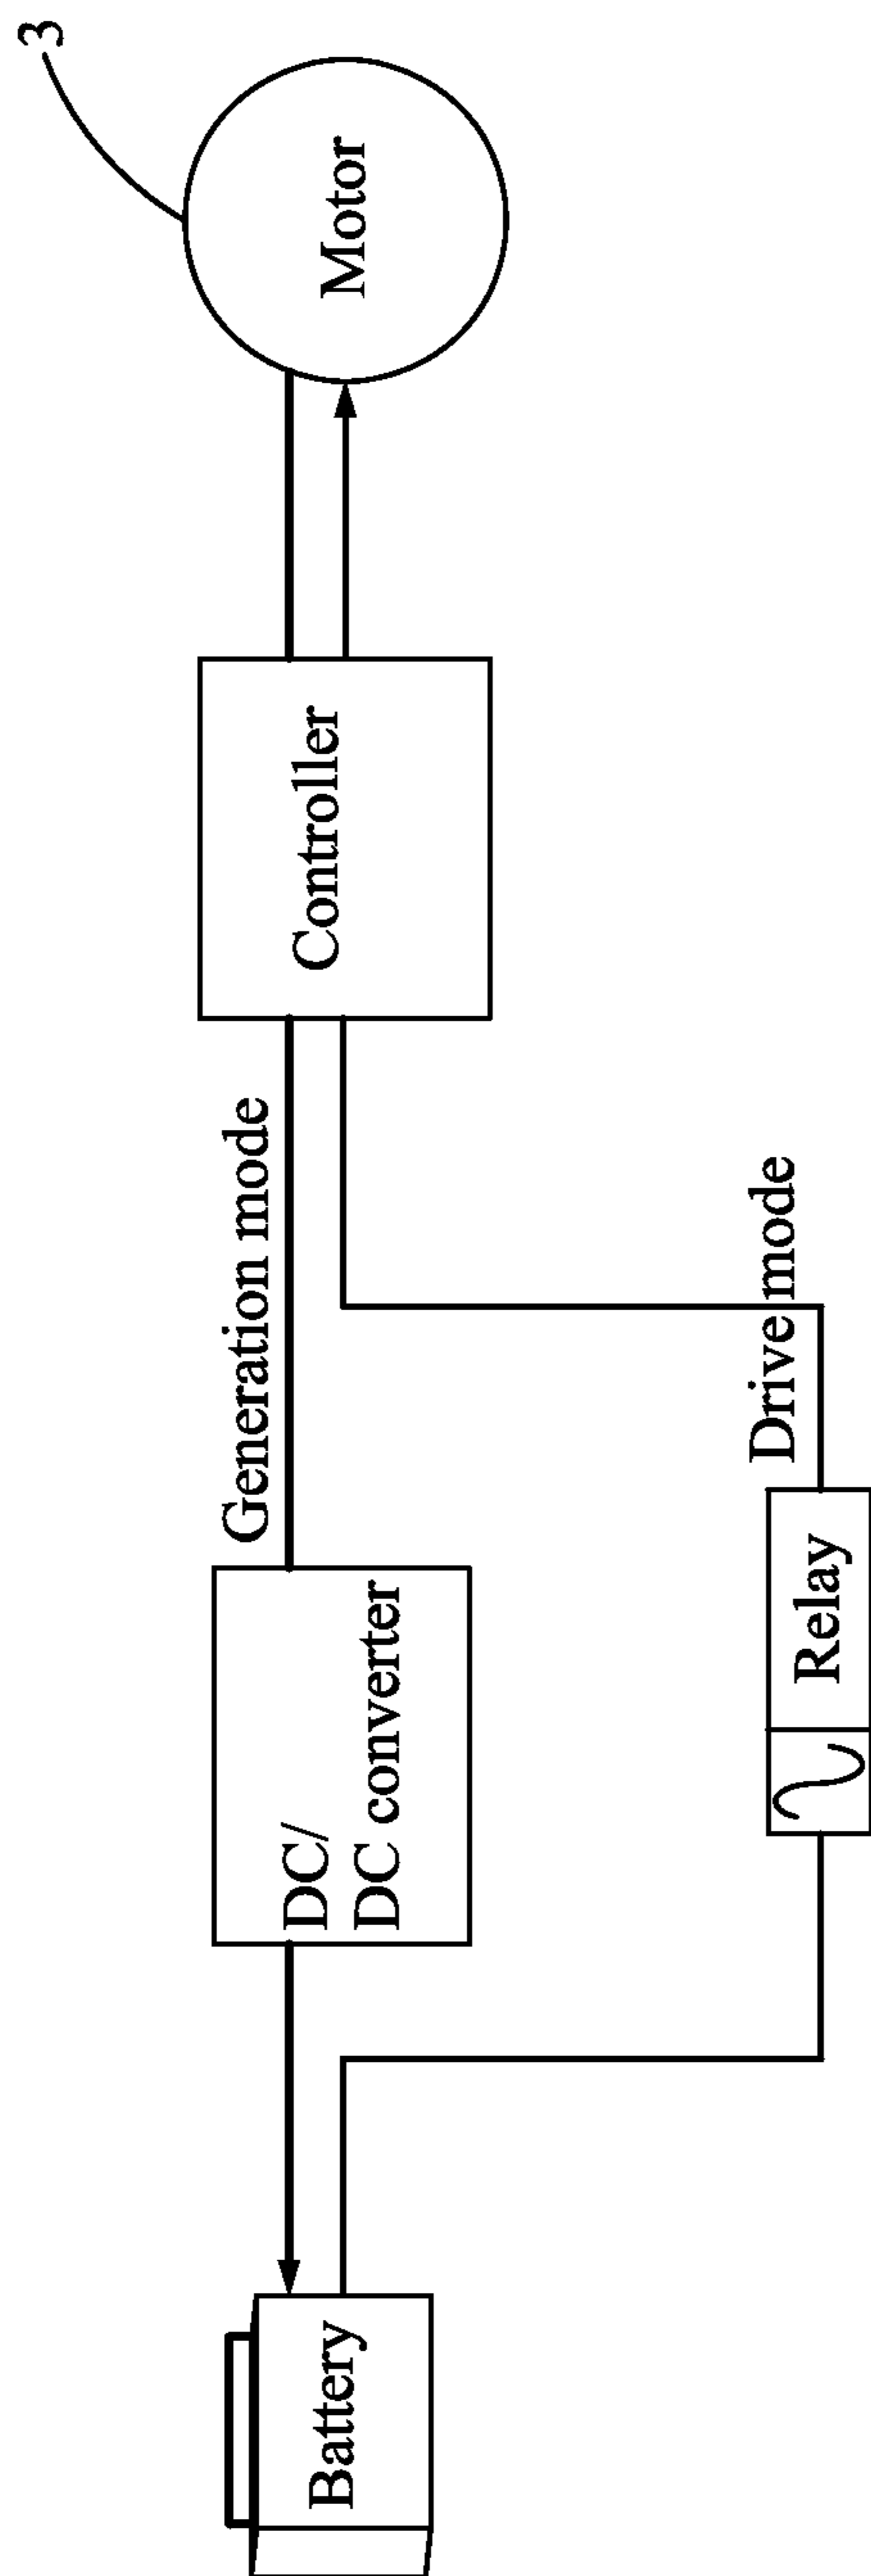 3
Motor
Controller
Generation mode
Drive mode
DC/
DC converter
Relay
Battery